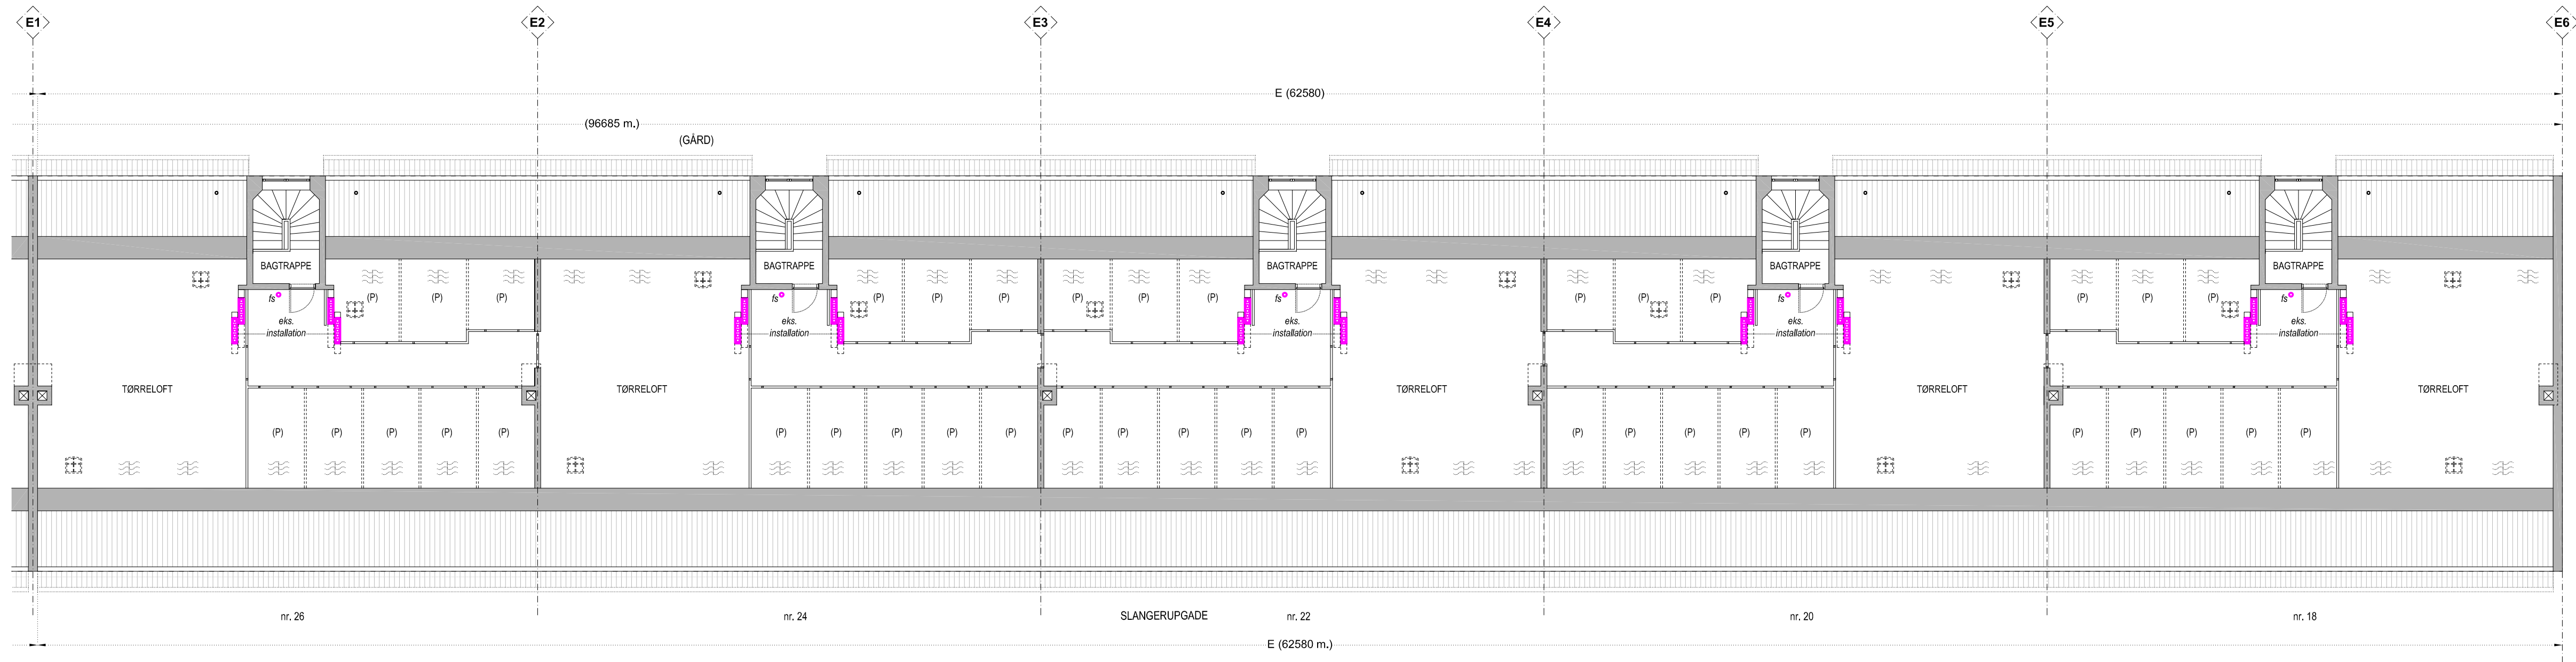 E1 E2 E3 E4 E5 E6
E (62580)
(96685 m.)
(GÅRD)
BAGTRAPPE BAGTRAPPE BAGTRAPPE BAGTRAPPE BAGTRAPPE
fs (P) (P) (P) fs (P) (P) (P) (P) (P) (P) fs (P) (P) (P) fs (P) (P) (P) fs
eks. eks. eks. eks. eks.
installation installation installation installation installation
TØRRELOFT TØRRELOFT TØRRELOFT TØRRELOFT TØRRELOFT
(P) (P) (P) (P) (P) (P) (P) (P) (P) (P) (P) (P) (P) (P) (P) (P) (P) (P) (P) (P) (P) (P) (P) (P) (P)
nr. 26 nr. 24 SLANGERUPGADE nr. 22 nr. 20 nr. 18
E (62580 m.)